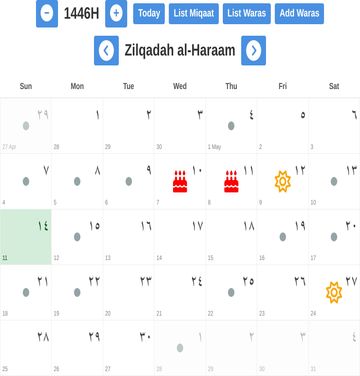 − 1446H + Today List Miqaat List Waras Add Waras
Zilqadah al-Haraam
Sun Mon Tue Wed Thu Fri Sat
٢٩ ١ ٢ ٣ ٤ ٥ ٦
27 Apr 28 29 30 1 May 2 3
٧ ٨ ٩ ١٠ ١١ ١٢ ١٣
4 5 6 7 8 9 10
١٤ ١٥ ١٦ ١٧ ١٨ ١٩ ٢٠
11 12 13 14 15 16 17
٢١ ٢٢ ٢٣ ٢٤ ٢٥ ٢٦ ٢٧
18 19 20 21 22 23 24
٢٨ ٢٩ ٣٠ ١ ٢ ٣ ٤
25 26 27 28 29 30 31